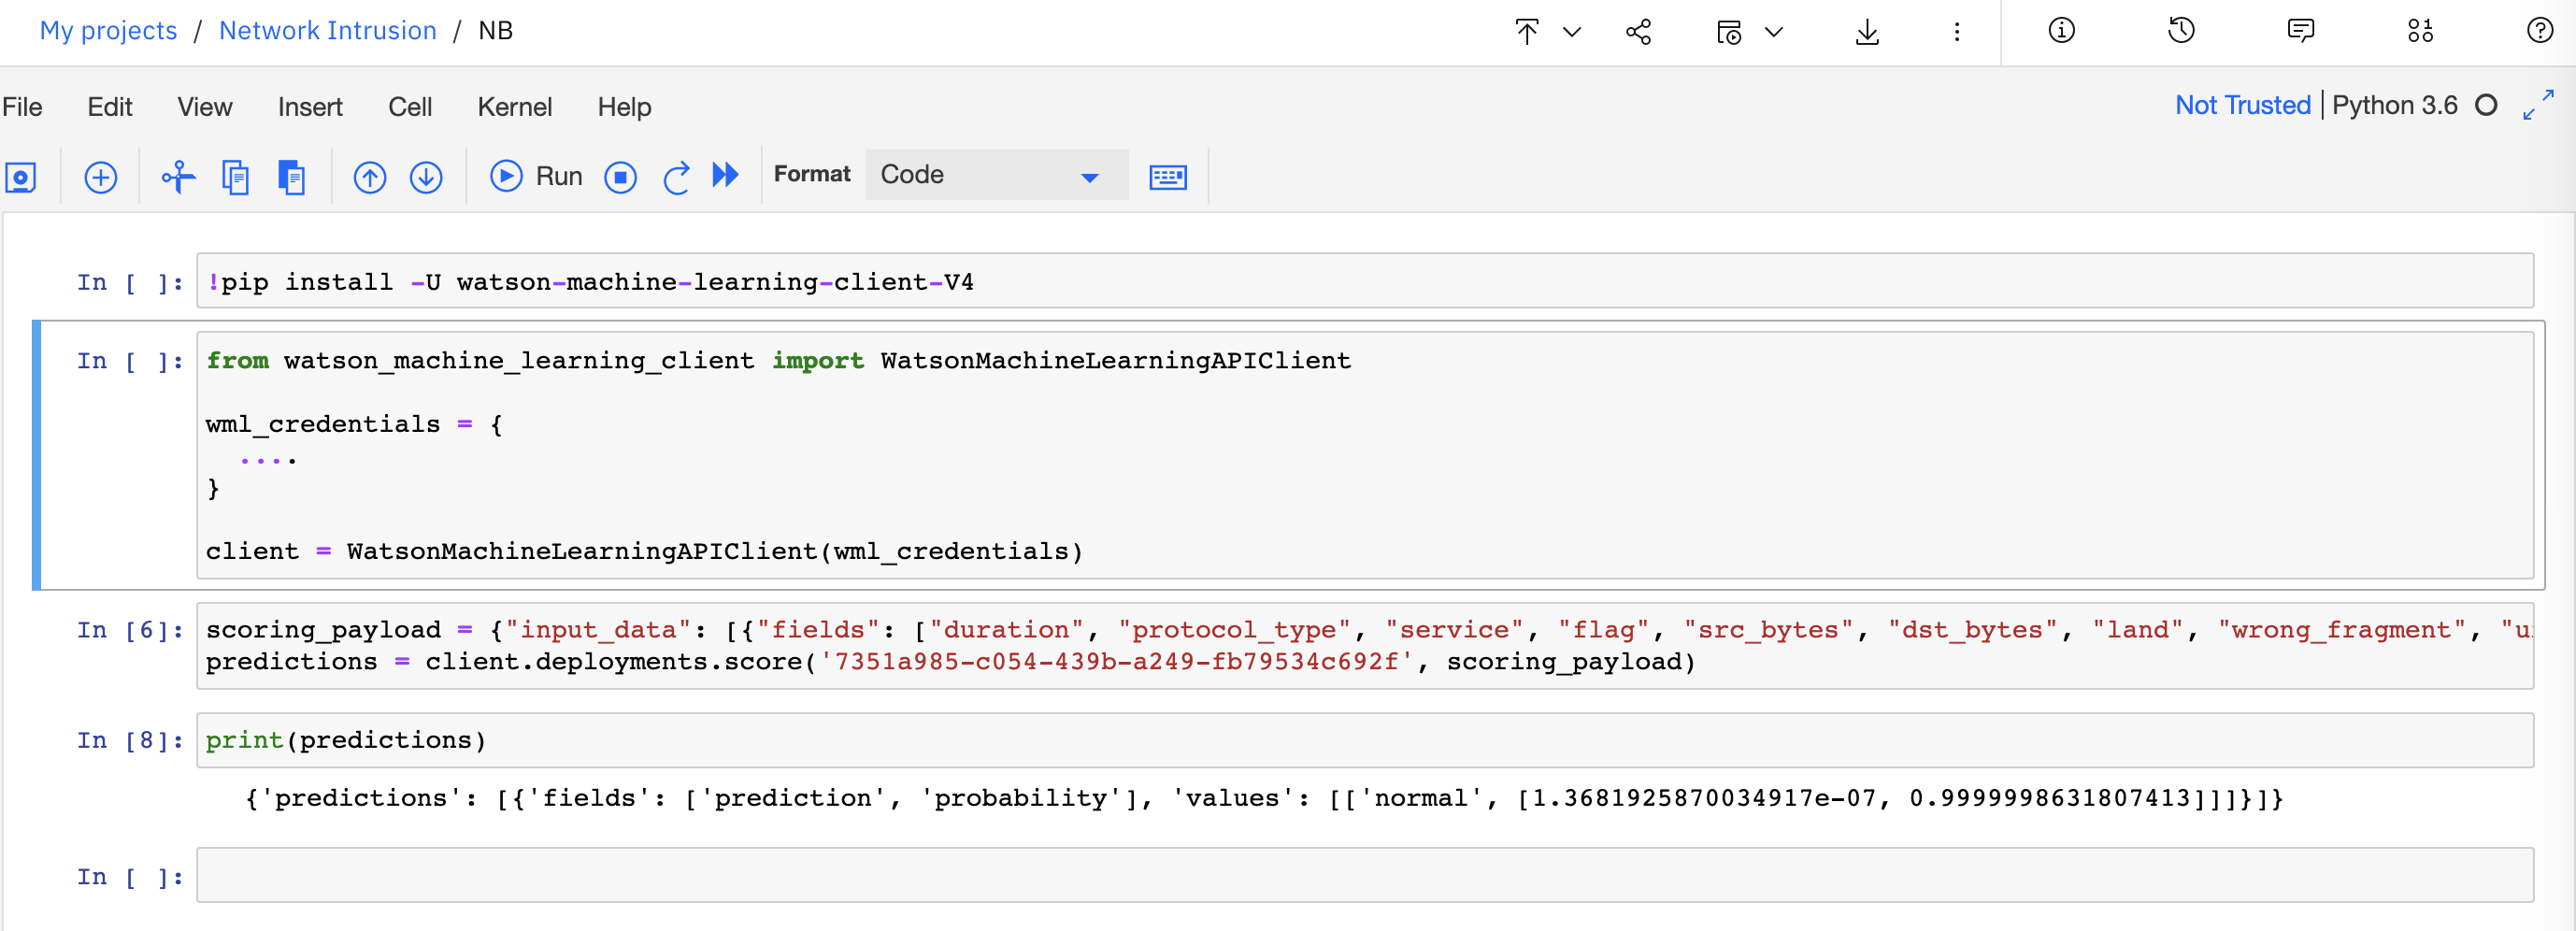 My projects / Network Intrusion / NB
File Edit View Insert Cell Kernel Help
Not Trusted | Python 3.6
Run Format Code
In [ ]: !pip install -U watson-machine-learning-client-V4
In [ ]: from watson_machine_learning_client import WatsonMachineLearningAPIClient
wml_credentials = {
....
}
client = WatsonMachineLearningAPIClient(wml_credentials)
In [6]: scoring_payload = {"input_data": [{"fields": ["duration", "protocol_type", "service", "flag", "src_bytes", "dst_bytes", "land", "wrong_fragment", "u
predictions = client.deployments.score('7351a985-c054-439b-a249-fb79534c692f', scoring_payload)
In [8]: print(predictions)
{'predictions': [{'fields': ['prediction', 'probability'], 'values': [['normal', [1.3681925870034917e-07, 0.9999998631807413]]]}]}
In [ ]: